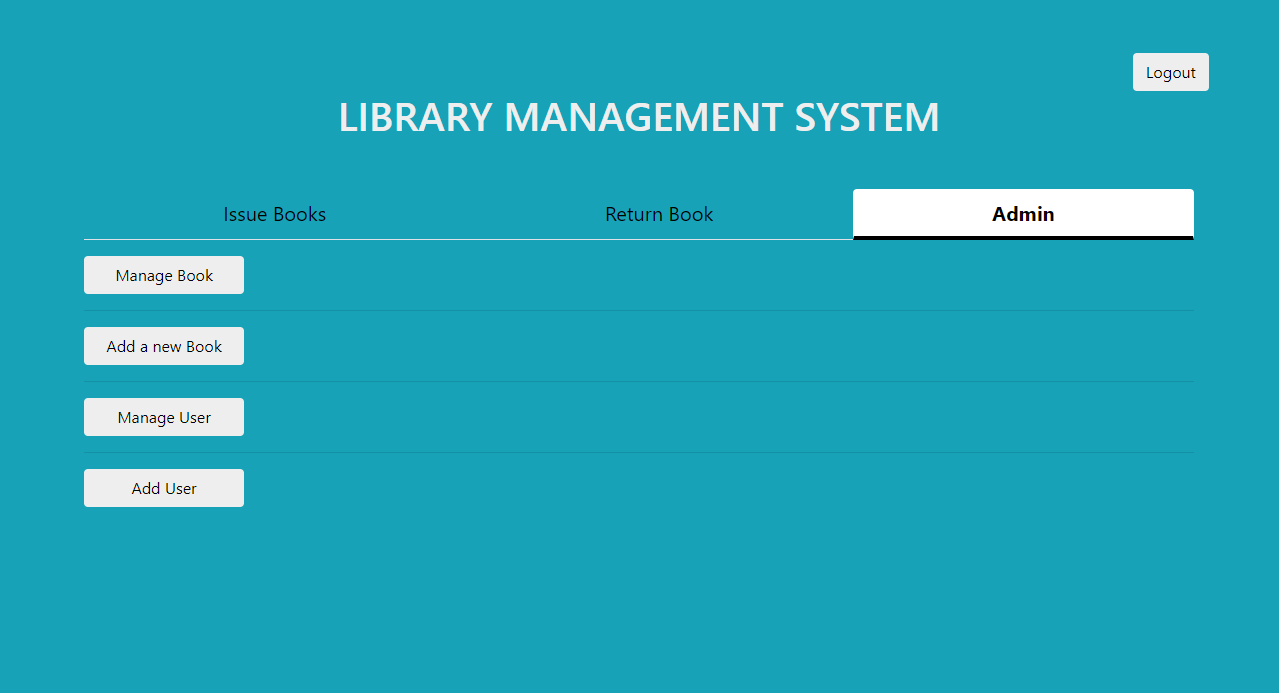 Logout
LIBRARY MANAGEMENT SYSTEM
Issue Books Return Book Admin
Manage Book
Add a new Book
Manage User
Add User